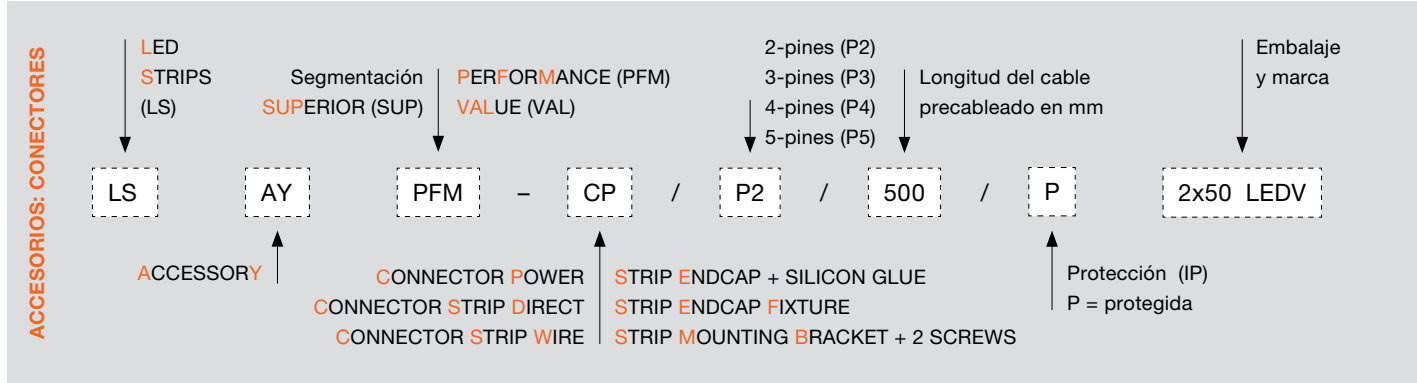 ACCESORIOS: CONECTORES
LED
STRIPS
(LS)
Segmentación
SUPERIOR (SUP)
PERFORMANCE (PFM)
VALUE (VAL)
2-pines (P2)
3-pines (P3)
4-pines (P4)
5-pines (P5)
Longitud del cable
precableado en mm
Embalaje
y marca
LS AY PFM – CP / P2 / 500 / P 2x50 LEDV
ACCESSORY
CONNECTOR POWER
CONNECTOR STRIP DIRECT
CONNECTOR STRIP WIRE
STRIP ENDCAP + SILICON GLUE
STRIP ENDCAP FIXTURE
STRIP MOUNTING BRACKET + 2 SCREWS
Protección (IP)
P = protegida